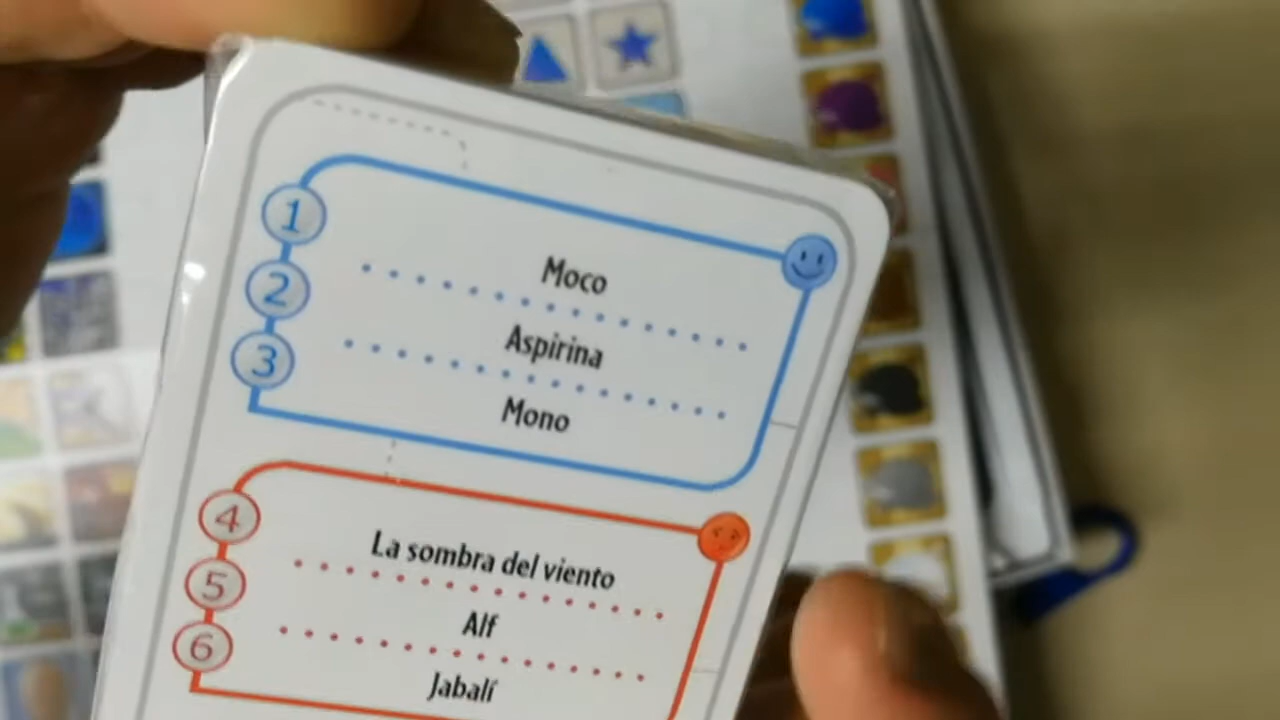 1
Moco
2
Aspirina
3
Mono
4
La sombra del viento
5
Alf
6
Jabalí